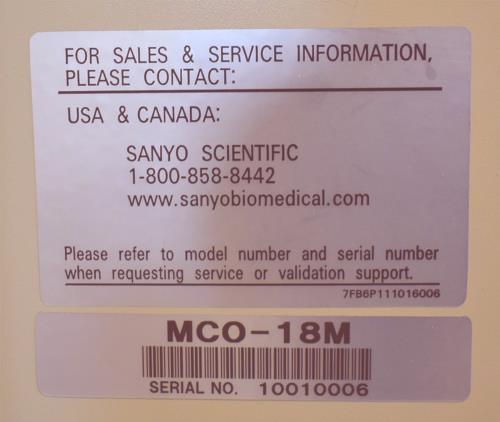 FOR SALES & SERVICE INFORMATION,
PLEASE CONTACT:
USA & CANADA:
SANYO SCIENTIFIC
1-800-858-8442
www.sanyobiomedical.com
Please refer to model number and serial number
when requesting service or validation support.
7FB6P111016006
MCO-18M
SERIAL NO. 10010006